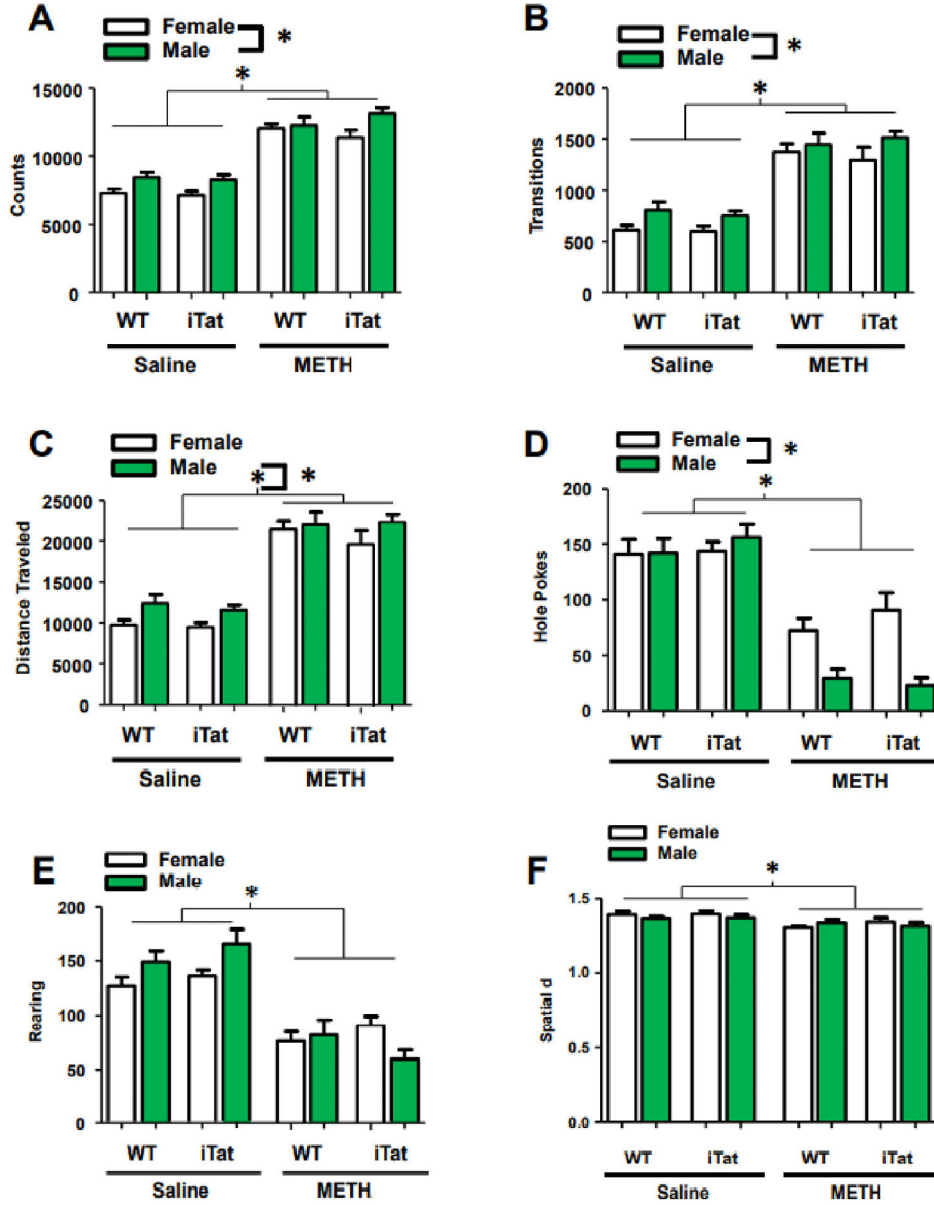 A
Female
Male
*
*
15000
10000
5000
0
Counts
WT iTat WT iTat
Saline METH
B
Female
Male
*
*
2000
1500
1000
500
0
Transitions
WT iTat WT iTat
Saline METH
C
Female
Male
* *
25000
20000
15000
10000
5000
0
Distance Traveled
WT iTat WT iTat
Saline METH
D
Female
Male
*
*
200
150
100
50
0
Hole Pokes
WT iTat WT iTat
Saline METH
E
Female
Male
*
200
150
100
50
0
Rearing
WT iTat WT iTat
Saline METH
F
Female
Male
*
1.5
1.0
0.5
0.0
Spatial d
WT iTat WT iTat
Saline METH